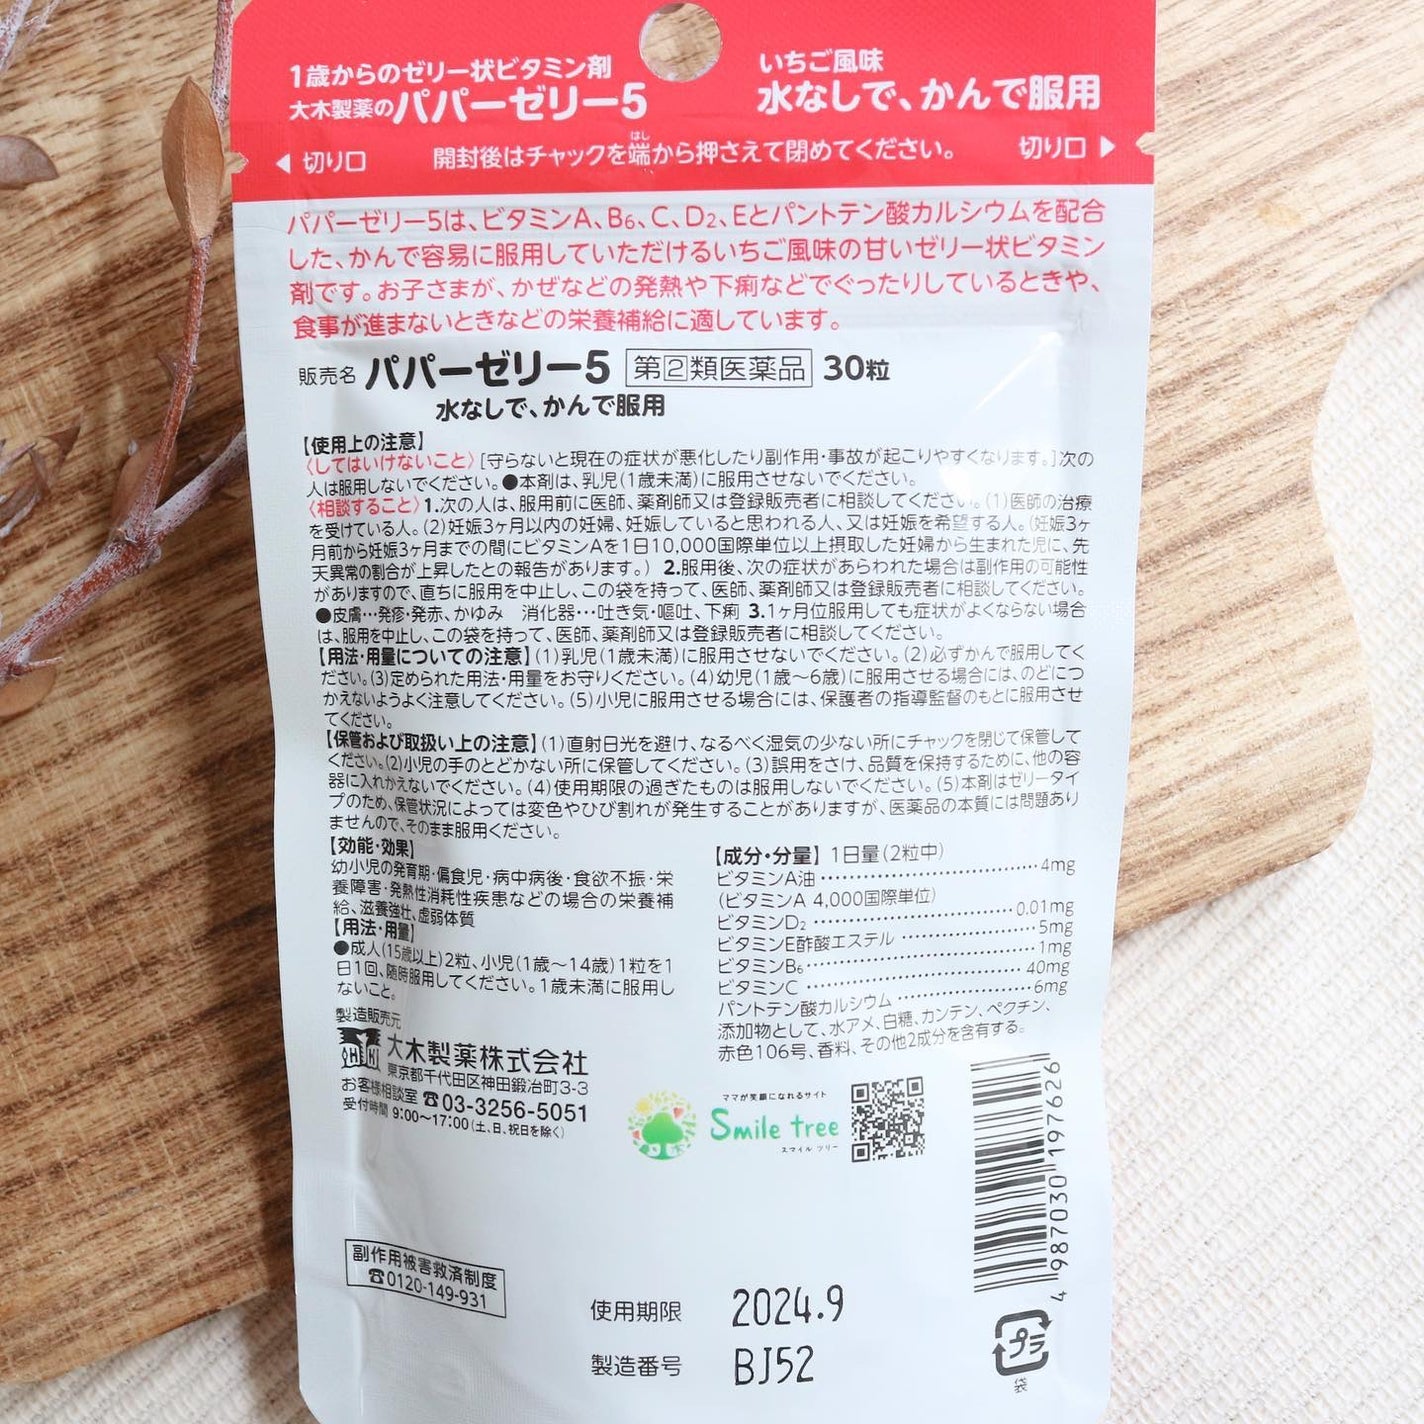 1歳からのゼリー状ビタミン剤
大木製薬のパパーゼリー5
いちご風味
水なしで、かんで服用
◀ 切り口
開封後はチャックを端から押さえて閉めてください。
はし
切り口 ▶
パパーゼリー5は、ビタミンA、B6、C、D2、Eとパントテン酸カルシウムを配合
した、かんで容易に服用していただけるいちご風味の甘いゼリー状ビタミン
剤です。お子さまが、かぜなどの発熱や下痢などでぐったりしているときや、
食事が進まないときなどの栄養補給に適しています。
販売名 パパーゼリー5 第②類医薬品 30粒
水なしで、かんで服用
【使用上の注意】
〈してはいけないこと〉[守らないと現在の症状が悪化したり副作用・事故が起こりやすくなります。]次の
人は服用しないでください。●本剤は、乳児(1歳未満)に服用させないでください。
〈相談すること〉1.次の人は、服用前に医師、薬剤師又は登録販売者に相談してください。(1)医師の治療
を受けている人。(2)妊娠3ヶ月以内の妊婦、妊娠していると思われる人、又は妊娠を希望する人。(妊娠3ヶ
月前から妊娠3ヶ月までの間にビタミンAを1日10,000国際単位以上摂取した妊婦から生まれた児に、先
天異常の割合が上昇したとの報告があります。) 2.服用後、次の症状があらわれた場合は副作用の可能性
がありますので、直ちに服用を中止し、この袋を持って、医師、薬剤師又は登録販売者に相談してください。
●皮膚…発疹・発赤、かゆみ 消化器…吐き気・嘔吐、下痢 3.1ヶ月位服用しても症状がよくならない場合
は、服用を中止し、この袋を持って、医師、薬剤師又は登録販売者に相談してください。
【用法・用量についての注意】(1)乳児(1歳未満)に服用させないでください。(2)必ずかんで服用してく
ださい。(3)定められた用法・用量をお守りください。(4)幼児(1歳〜6歳)に服用させる場合には、のどにつ
かえないようよく注意してください。(5)小児に服用させる場合には、保護者の指導監督のもとに服用させ
てください。
【保管および取扱い上の注意】(1)直射日光を避け、なるべく湿気の少ない所にチャックを閉じて保管して
ください。(2)小児の手のとどかない所に保管してください。(3)誤用をさけ、品質を保持するために、他の容
器に入れかえないでください。(4)使用期限の過ぎたものは服用しないでください。(5)本剤はゼリータイ
プのため、保管状況によっては変色やひび割れが発生することがありますが、医薬品の本質には問題あり
ませんので、そのまま服用ください。
【効能・効果】
幼小児の発育期・偏食児・病中病後・食欲不振・栄
養障害・発熱性消耗性疾患などの場合の栄養補
給、滋養強壮、虚弱体質
【用法・用量】
●成人(15歳以上)2粒、小児(1歳〜14歳)1粒を1
日1回、随時服用してください。1歳未満に服用し
ないこと。
【成分・分量】 1日量(2粒中)
ビタミンA油 ………………… 4mg
(ビタミンA 4,000国際単位)
ビタミンD2 ………………… 0.01mg
ビタミンE酢酸エステル ………… 5mg
ビタミンB6 ………………… 1mg
ビタミンC ………………… 40mg
パントテン酸カルシウム ………… 6mg
添加物として、水アメ、白糖、カンテン、ペクチン、
赤色106号、香料、その他2成分を含有する。
製造販売元
OHKI 大木製薬株式会社
東京都千代田区神田鍛冶町3-3
お客様相談室 ☎03-3256-5051
受付時間 9:00〜17:00(土、日、祝日を除く)
ママが笑顔になれるサイト
Smile tree
スマイル ツリー
大木
4 987030 197626
副作用被害救済制度
☎0120-149-931
使用期限 2024.9
製造番号 BJ52
プラ
袋